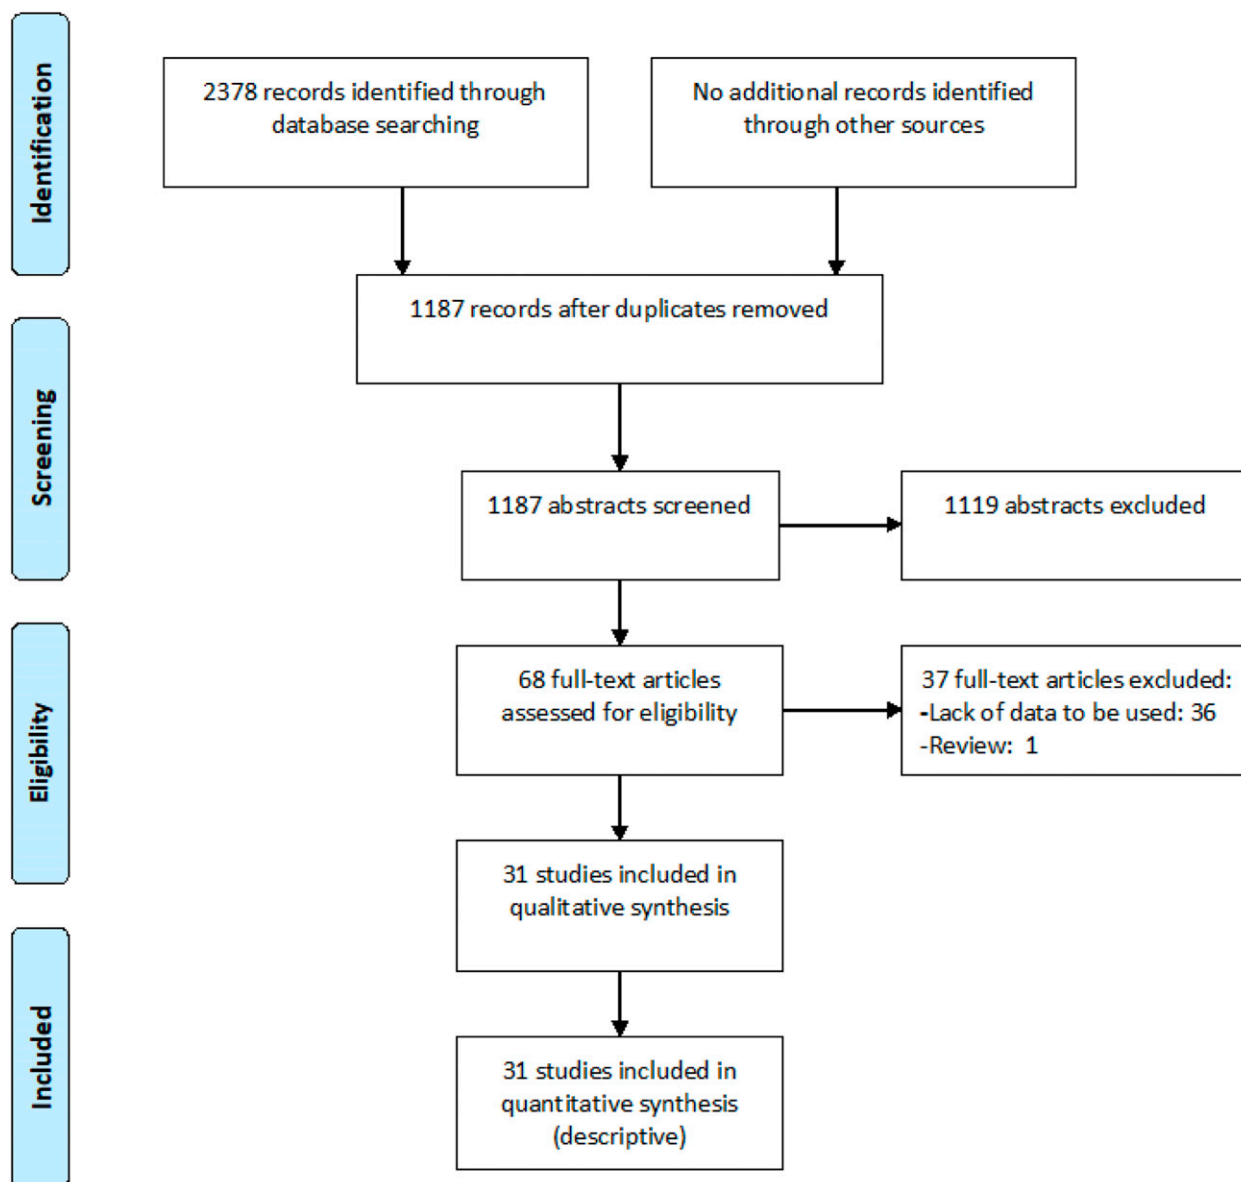 Identification
2378 records identified through
database searching
No additional records identified
through other sources
1187 records after duplicates removed
Screening
1187 abstracts screened
1119 abstracts excluded
Eligibility
68 full-text articles
assessed for eligibility
37 full-text articles excluded:
-Lack of data to be used: 36
-Review: 1
31 studies included in
qualitative synthesis
Included
31 studies included in
quantitative synthesis
(descriptive)